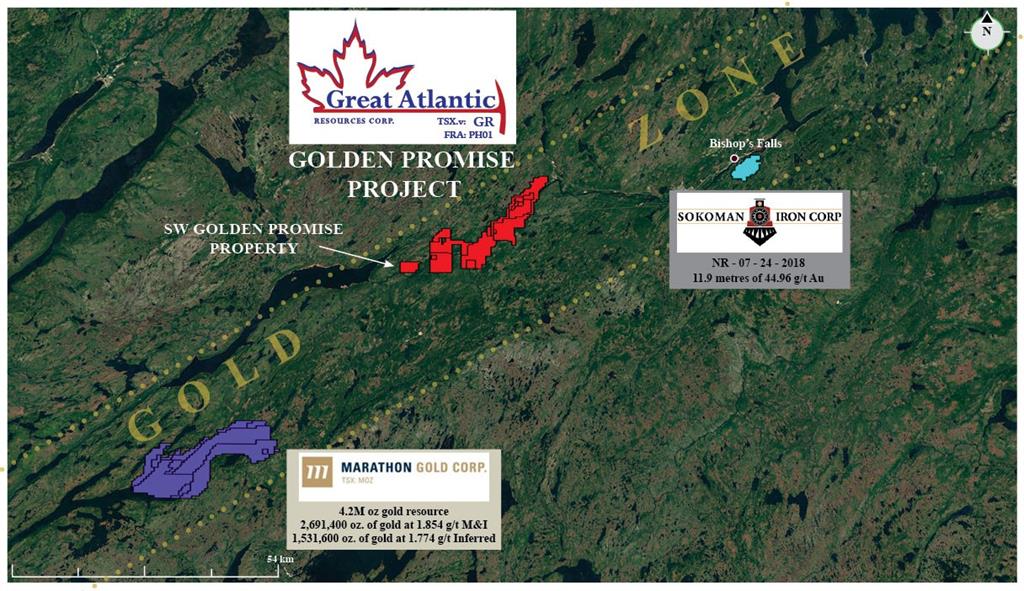 N
Great Atlantic
RESOURCES CORP.
TSX.v: GR
FRA: PH01
GOLDEN PROMISE
PROJECT
ZONE
Bishop's Falls
SOKOMAN IRON CORP
NR - 07 - 24 - 2018
11.9 metres of 44.96 g/t Au
SW GOLDEN PROMISE
PROPERTY
GOLD
m
MARATHON GOLD CORP.
TSX: MOZ
4.2M oz gold resource
2,691,400 oz. of gold at 1.854 g/t M&I
1,531,600 oz. of gold at 1.774 g/t Inferred
54 km